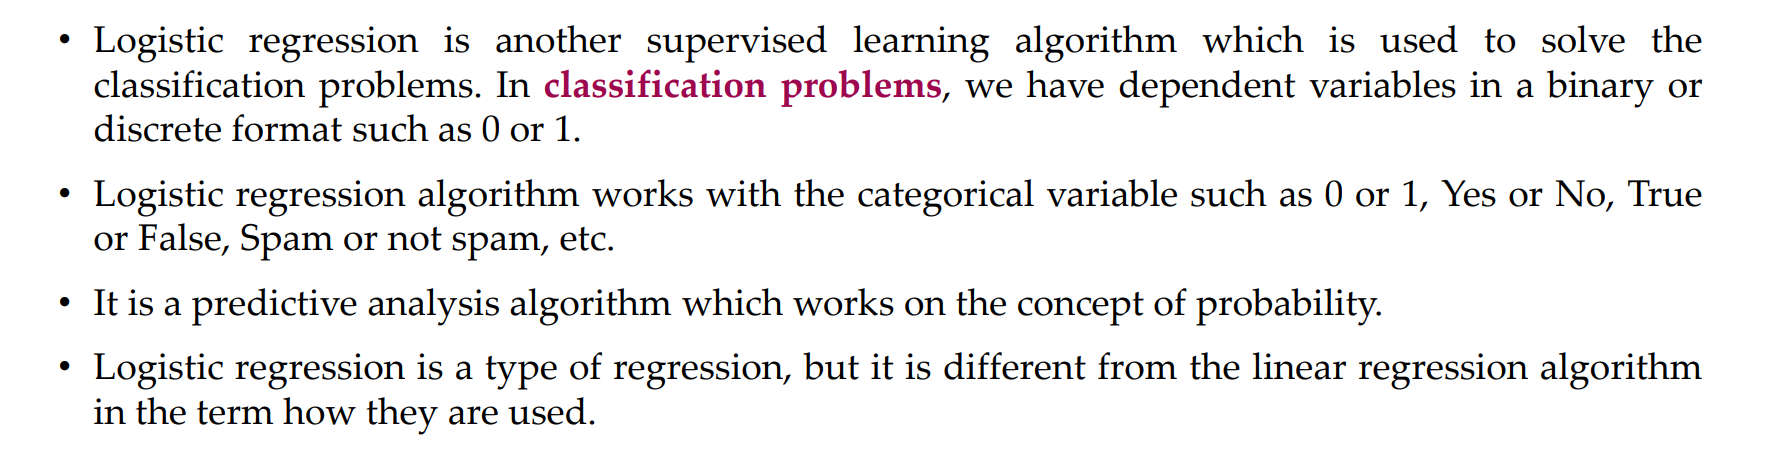 • Logistic regression is another supervised learning algorithm which is used to solve the
classification problems. In classification problems, we have dependent variables in a binary or
discrete format such as 0 or 1.
• Logistic regression algorithm works with the categorical variable such as 0 or 1, Yes or No, True
or False, Spam or not spam, etc.
• It is a predictive analysis algorithm which works on the concept of probability.
• Logistic regression is a type of regression, but it is different from the linear regression algorithm
in the term how they are used.